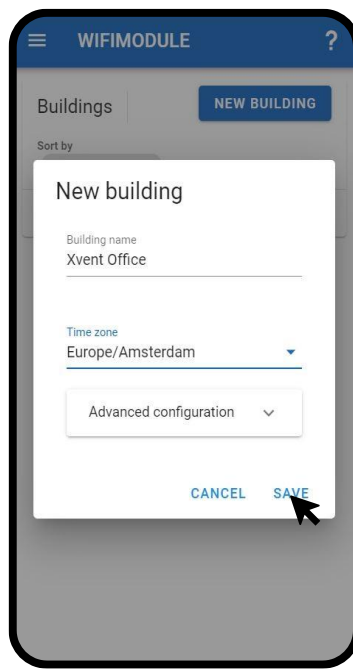 WIFIMODULE ?
Buildings NEW BUILDING
Sort by
New building
Building name
Xvent Office
Time zone
Europe/Amsterdam
Advanced configuration
CANCEL SAVE